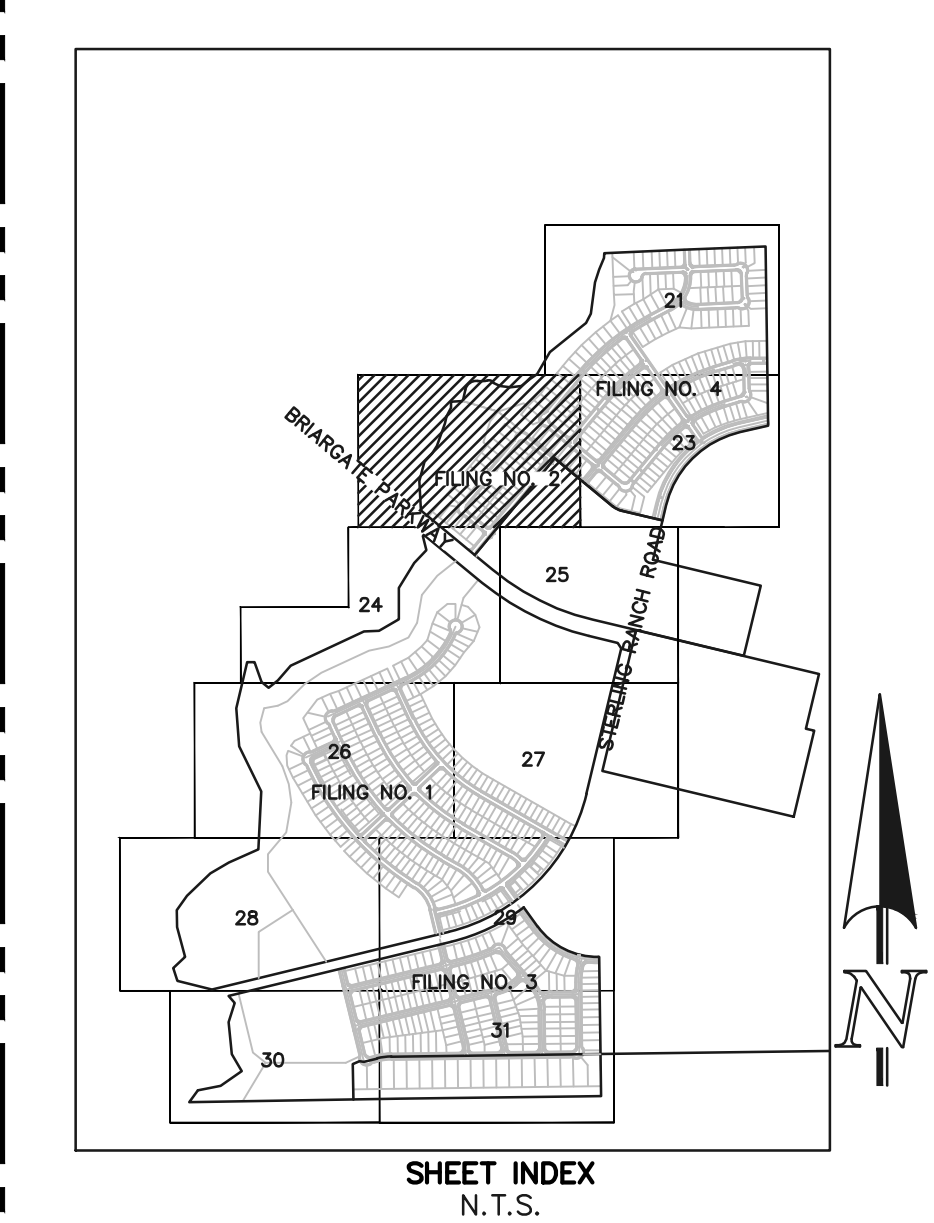 21
FILING NO. 4
BRIARGATE PARKWAY
23
FILING NO. 2
STERLING RANCH ROAD
25
24
26
27
FILING NO. 1
28
29
FILING NO. 3
31
30
N
SHEET INDEX
N.T.S.